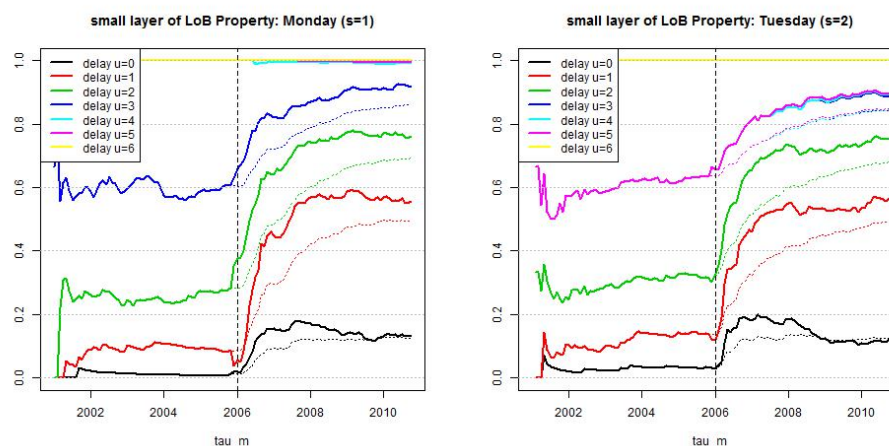 small layer of LoB Property: Monday (s=1)
1.0
0.8
0.6
0.4
0.2
0.0
delay u=0
delay u=1
delay u=2
delay u=3
delay u=4
delay u=5
delay u=6
2002
2004
2006
2008
2010
tau_m
small layer of LoB Property: Tuesday (s=2)
1.0
0.8
0.6
0.4
0.2
0.0
delay u=0
delay u=1
delay u=2
delay u=3
delay u=4
delay u=5
delay u=6
2002
2004
2006
2008
2010
tau_m